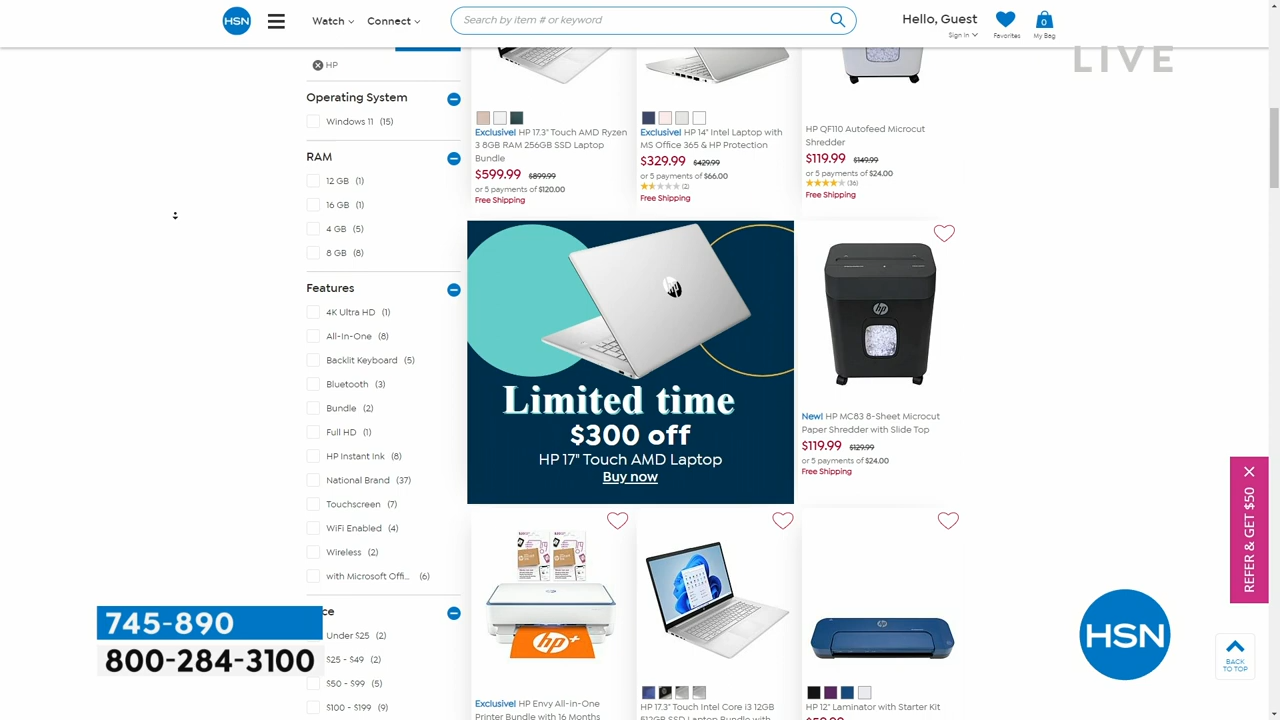 HSN
Watch
Connect
Search by item # or keyword
Hello, Guest
Sign In
Favorites
0
My Bag
LIVE
HP
Operating System
Windows 11 (15)
RAM
12 GB (1)
16 GB (1)
4 GB (5)
8 GB (8)
Features
4K Ultra HD (1)
All-In-One (8)
Backlit Keyboard (5)
Bluetooth (3)
Bundle (2)
Full HD (1)
HP Instant Ink (8)
National Brand (37)
Touchscreen (7)
WiFi Enabled (4)
Wireless (2)
with Microsoft Offi... (6)
ce
Under $25 (2)
$25 - $49 (2)
$50 - $99 (5)
$100 - $199 (9)
Exclusive! HP 17.3" Touch AMD Ryzen
3 8GB RAM 256GB SSD Laptop
Bundle
$599.99 $899.99
or 5 payments of $120.00
Free Shipping
Exclusive! HP 14" Intel Laptop with
MS Office 365 & HP Protection
$329.99 $429.99
or 5 payments of $66.00
(2)
Free Shipping
HP QF110 Autofeed Microcut
Shredder
$119.99 $149.99
or 5 payments of $24.00
(36)
Free Shipping
hp
Limited time
$300 off
HP 17" Touch AMD Laptop
Buy now
hp
New! HP MC83 8-Sheet Microcut
Paper Shredder with Slide Top
$119.99 $129.99
or 5 payments of $24.00
Free Shipping
hp+
Exclusive! HP Envy All-in-One
Printer Bundle with 16 Months
HP 17.3" Touch Intel Core i3 12GB
512GB SSD Laptop Bundle with
hp
HP 12" Laminator with Starter Kit
REFER & GET $50
745-890
800-284-3100
HSN
BACK
TO TOP